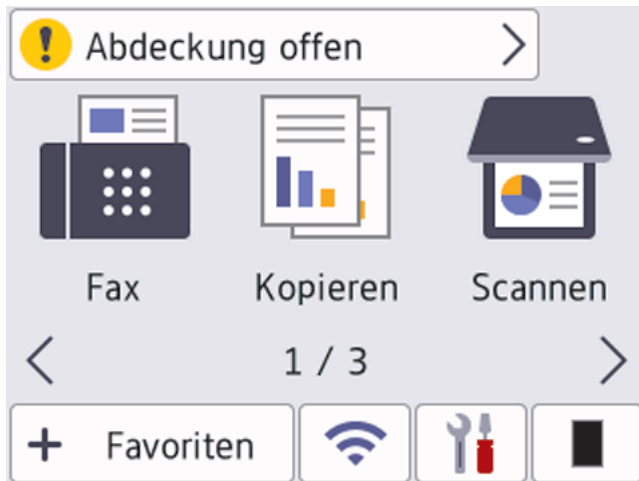 Abdeckung offen
Fax Kopieren Scannen
1 / 3
+ Favoriten